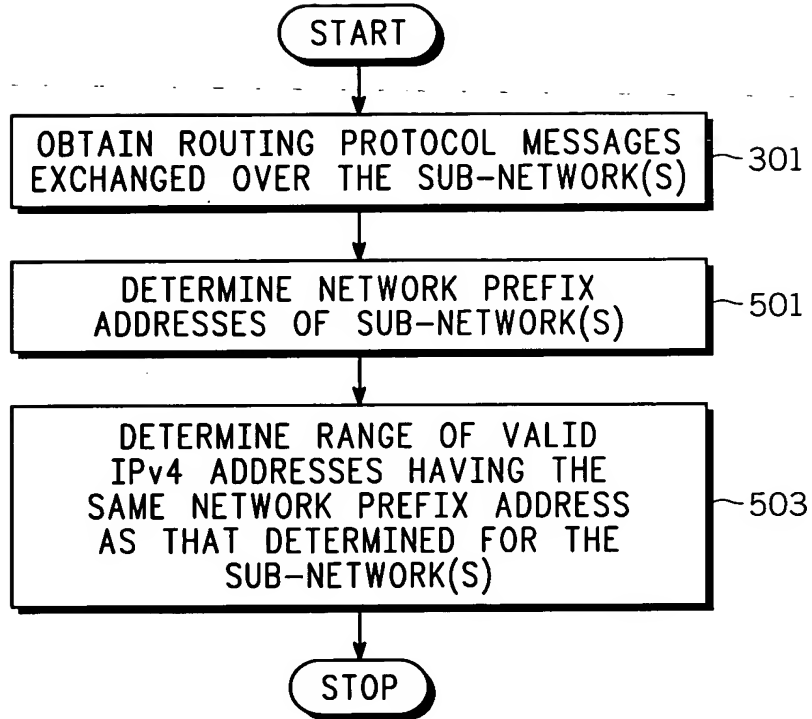 START
OBTAIN ROUTING PROTOCOL MESSAGES
EXCHANGED OVER THE SUB-NETWORK(S)
301
DETERMINE NETWORK PREFIX
ADDRESSES OF SUB-NETWORK(S)
501
DETERMINE RANGE OF VALID
IPv4 ADDRESSES HAVING THE
SAME NETWORK PREFIX ADDRESS
AS THAT DETERMINED FOR THE
SUB-NETWORK(S)
503
STOP